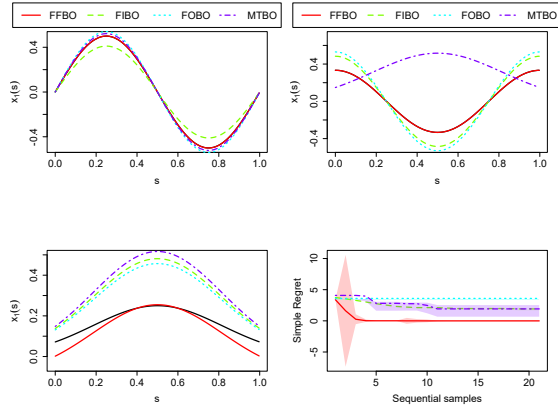 FFBO FIBO FOBO MTBO
FFBO FIBO FOBO MTBO
x₁(s)
0.4
0.0
-0.4
0.0 0.2 0.4 0.6 0.8 1.0
s
x₁(s)
0.4
0.0
-0.4
0.0 0.2 0.4 0.6 0.8 1.0
s
x₁(s)
0.4
0.2
0.0
0.0 0.2 0.4 0.6 0.8 1.0
s
Simple Regret
10
5
0
-5
5 10 15 20
Sequential samples